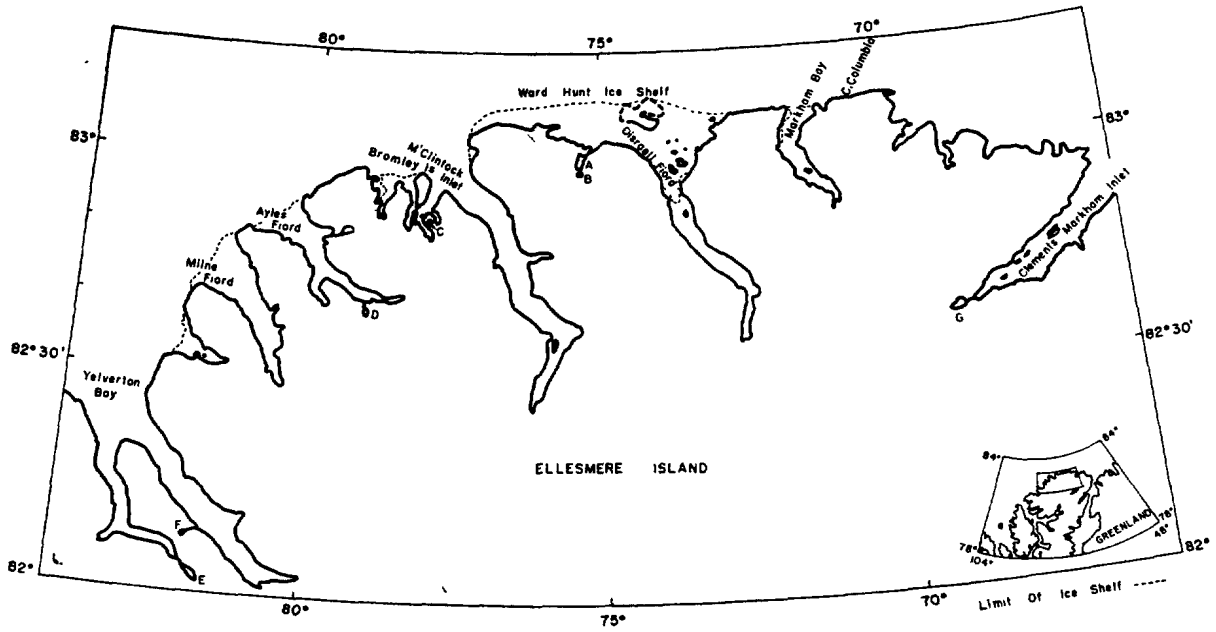 80°
75°
70°
83°
83°
82°30'
82°30'
82°
82°
80°
75°
70°
Ward Hunt Ice Shelf
Markham Bay
C. Columbia
Disraeli Fiord
M'Clintock
Inlet
Bromley Is
Ayles
Fiord
Milne
Fiord
Yelverton
Bay
Clements Markham Inlet
A
B
C
D
E
F
G
ELLESMERE ISLAND
84°
84°
78°
104°
GREENLAND
78°
48°
Limit Of Ice Shelf -----